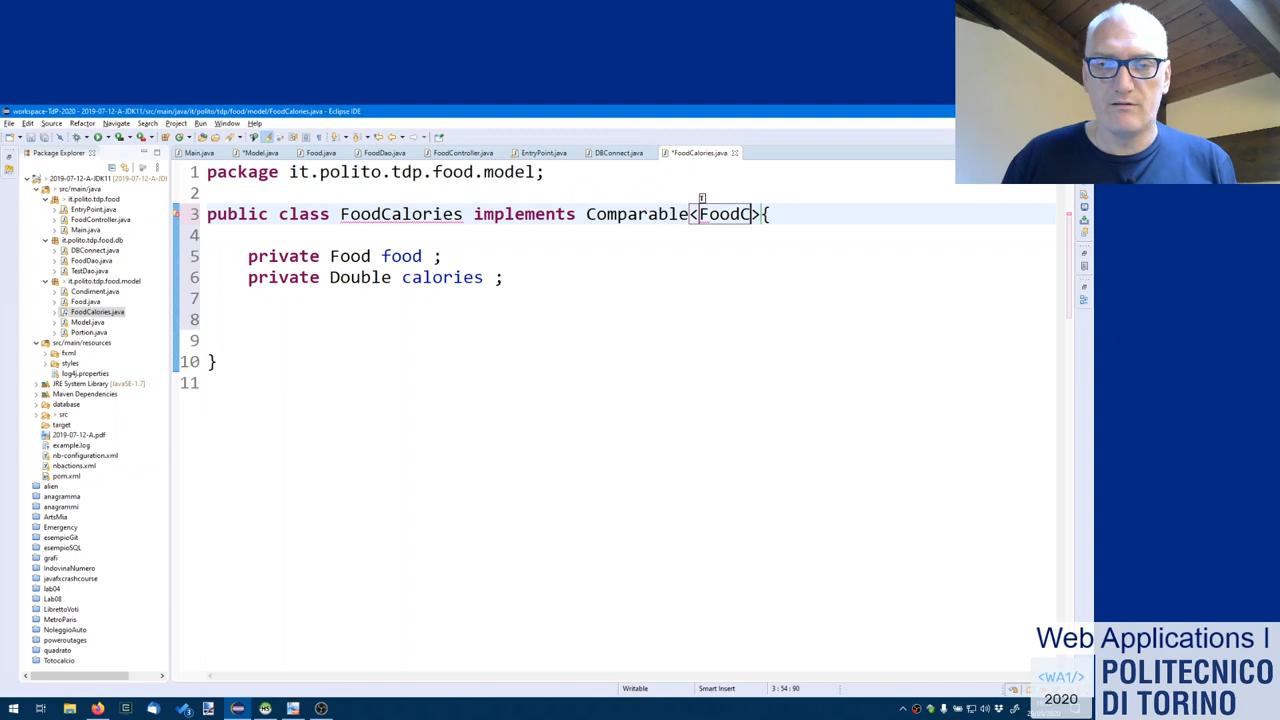 workspace-TdP-2020 - 2019-07-12-A-JDK11/src/main/java/it/polito/tdp/food/model/FoodCalories.java - Eclipse IDE
File Edit Source Refactor Navigate Search Project Run Window Help
Package Explorer
Main.java *Model.java Food.java FoodDao.java FoodController.java EntryPoint.java DBConnect.java *FoodCalories.java
2019-07-12-A-JDK11
src/main/java
it.polito.tdp.food
EntryPoint.java
FoodController.java
Main.java
it.polito.tdp.food.db
DBConnect.java
FoodDao.java
TestDao.java
it.polito.tdp.food.model
Condiment.java
Food.java
FoodCalories.java
Model.java
Portion.java
src/main/resources
fxml
styles
log4j.properties
JRE System Library [JavaSE-1.7]
Maven Dependencies
database
> src
target
2019-07-12-A.pdf
example.log
nb-configuration.xml
nbactions.xml
pom.xml
alien
anagramma
anagrammi
ArtsMia
Emergency
esempioGit
esempioSQL
grafi
IndovinaNumero
javafxcrashcourse
lab04
Lab08
LibrettoVoti
MetroParis
NoleggioAuto
poweroutages
quadrato
Totocalcio
1 package it.polito.tdp.food.model;
2
3 public class FoodCalories implements Comparable<FoodC>{
4
5 private Food food ;
6 private Double calories ;
7
8
9
10 }
11
Writable Smart Insert 3 : 54 : 90
Web Applications I
<WA1/>
2020
POLITECNICO
DI TORINO